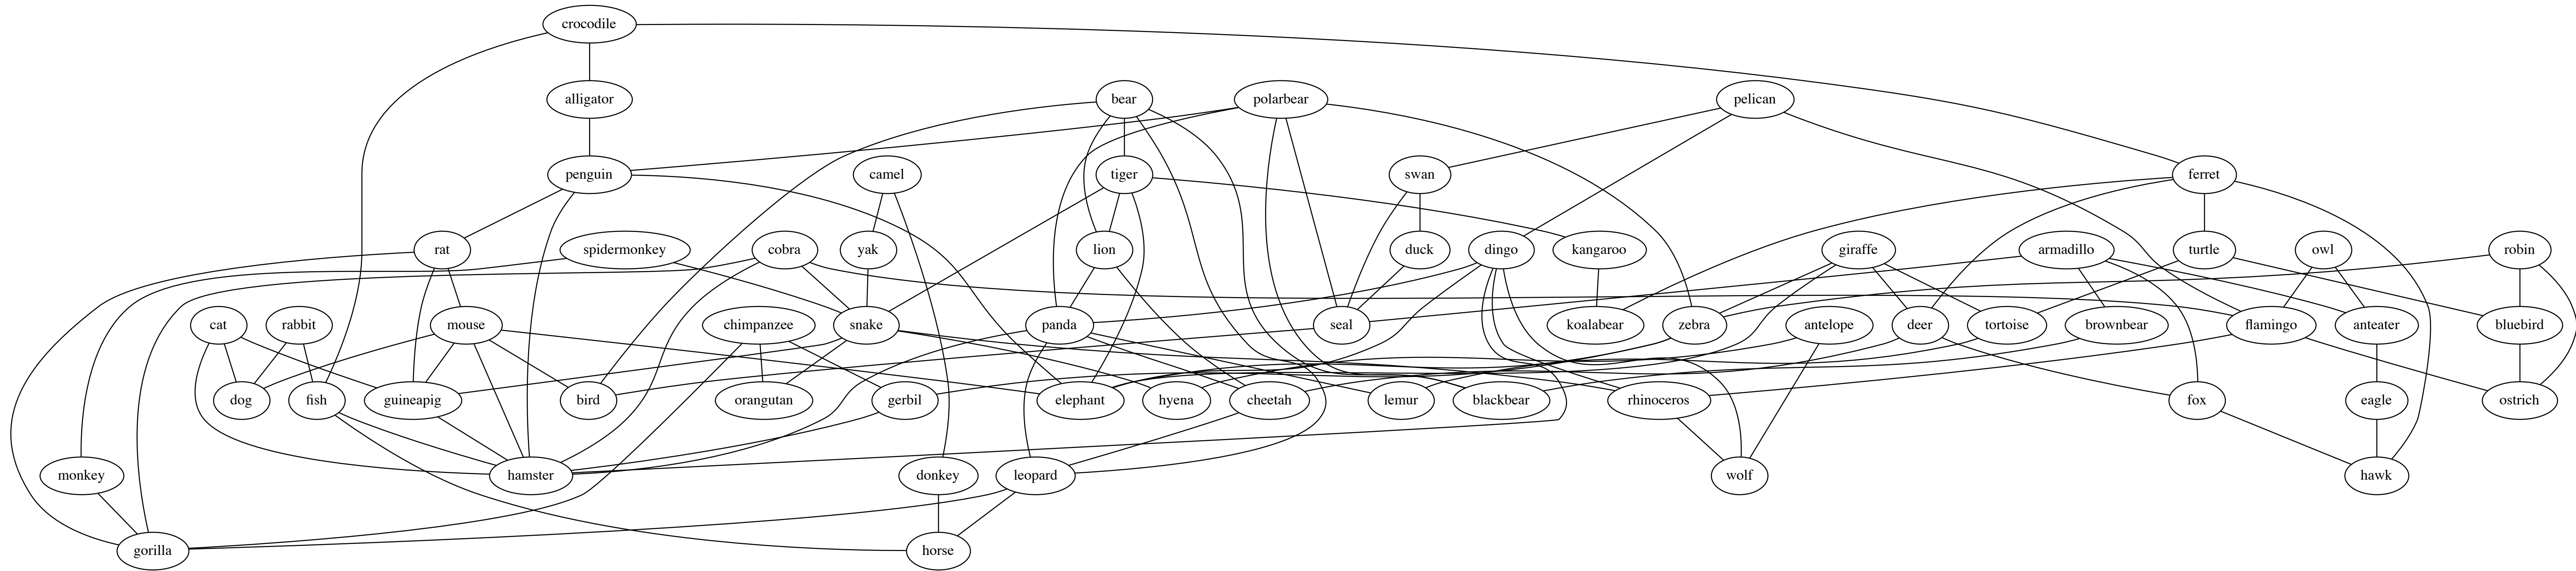 crocodile
alligator
bear
polarbear
pelican
penguin
camel
tiger
swan
ferret
rat
spidermonkey
cobra
yak
lion
duck
dingo
kangaroo
giraffe
armadillo
turtle
owl
robin
cat
rabbit
mouse
chimpanzee
snake
panda
seal
koalabear
zebra
antelope
deer
tortoise
brownbear
flamingo
anteater
bluebird
dog
fish
guineapig
bird
orangutan
gerbil
elephant
hyena
cheetah
lemur
blackbear
rhinoceros
fox
eagle
ostrich
monkey
hamster
donkey
leopard
wolf
hawk
gorilla
horse